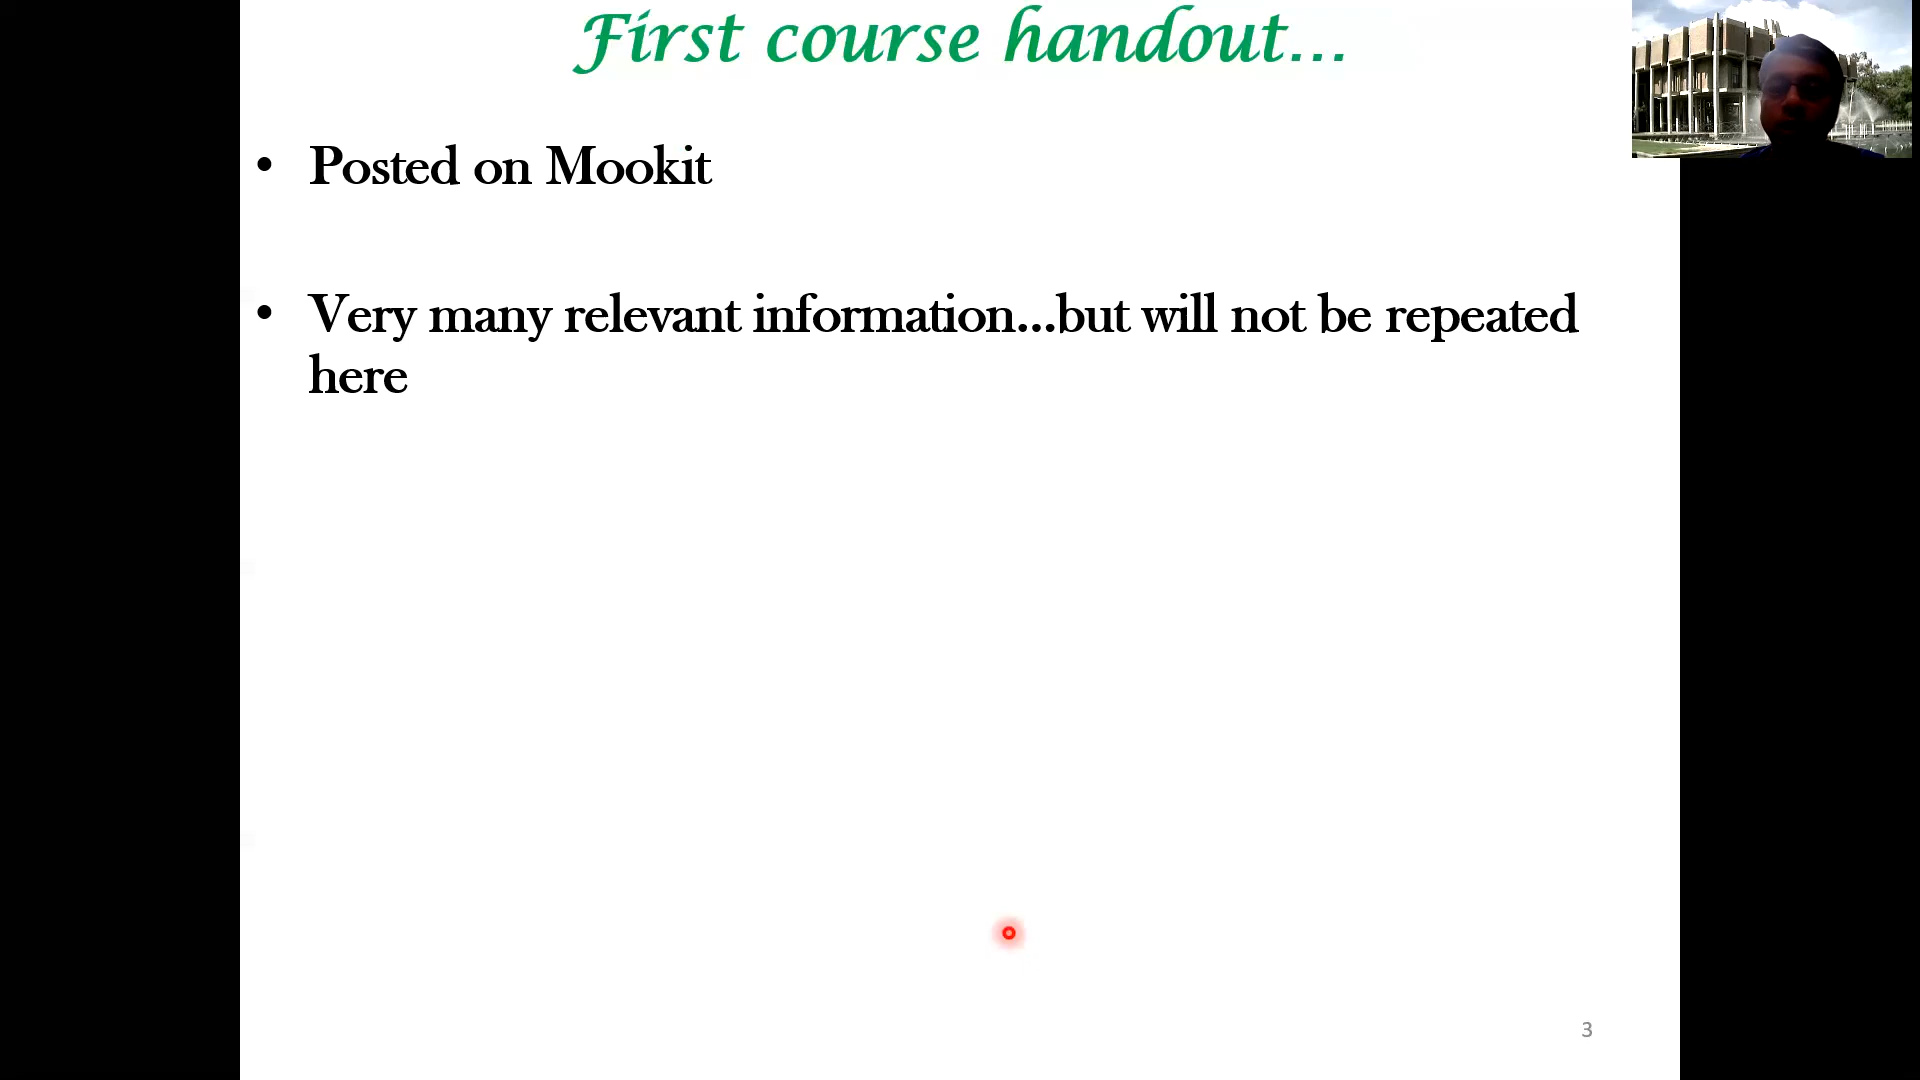 First course handout...
• Posted on Mookit
• Very many relevant information...but will not be repeated
here
3